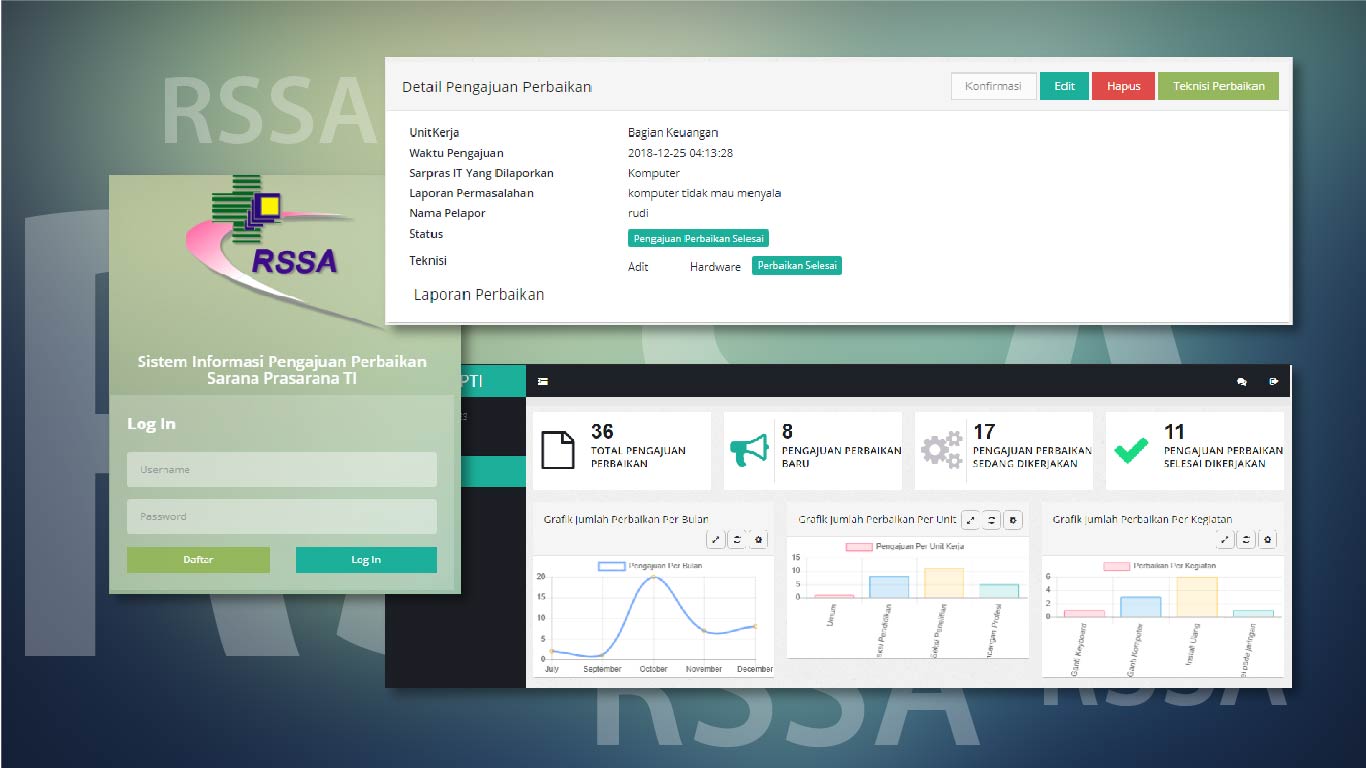 RSSA
Detail Pengajuan Perbaikan
Konfirmasi
Edit
Hapus
Teknisi Perbaikan
UnitKerja Bagian Keuangan
Waktu Pengajuan 2018-12-25 04:13:28
Sarpras IT Yang Dilaporkan Komputer
Laporan Permasalahan komputer tidak mau menyala
Nama Pelapor rudi
Status Pengajuan Perbaikan Selesai
Teknisi Adit Hardware Perbaikan Selesai
Laporan Perbaikan
RSSA
Sistem Informasi Pengajuan Perbaikan
Sarana Prasarana TI
Log In
Username
Password
Daftar
Log In
PTI
36
TOTAL PENGAJUAN
PERBAIKAN
8
PENGAJUAN PERBAIKAN
BARU
17
PENGAJUAN PERBAIKAN
SEDANG DIKERJAKAN
11
PENGAJUAN PERBAIKAN
SELESAI DIKERJAKAN
Grafik Jumlah Perbaikan Per Bulan
Pengajuan Per Bulan
20
15
10
5
0
July September October November December
Grafik Jumlah Perbaikan Per Unit
Pengajuan Per Unit Kerja
15
10
5
0
Umum
Pendidikan
Seksi Penelitian
Profesi
Grafik Jumlah Perbaikan Per Kegiatan
Perbaikan Per Kegiatan
6
4
2
0
Ganti Keyboard
Ganti Komputer
Install Ulang
pada jaringan
RSSA
RSSA